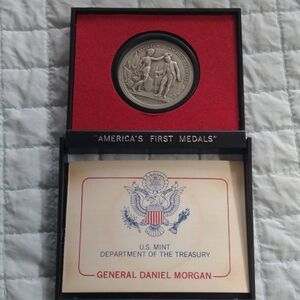 "AMERICA'S FIRST MEDALS"
U.S. MINT
DEPARTMENT OF THE TREASURY
GENERAL DANIEL MORGAN